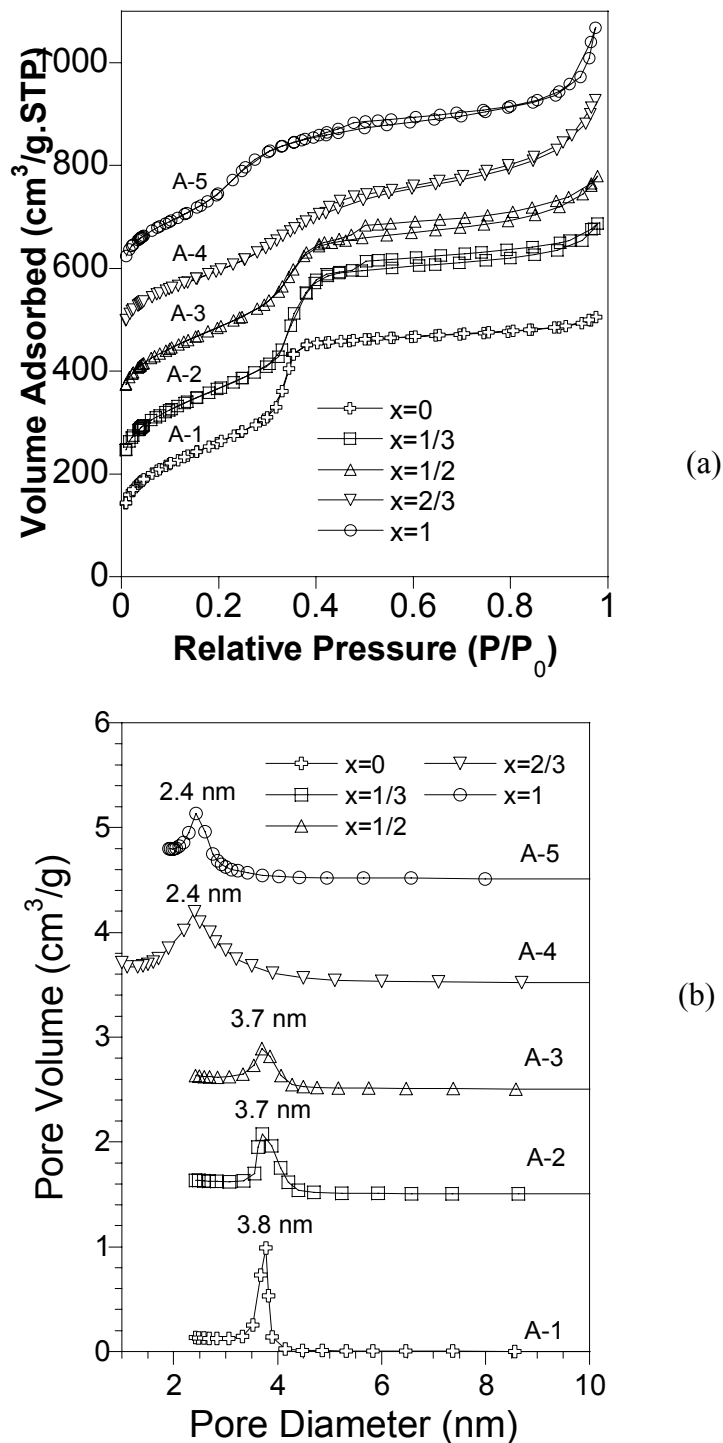 Volume Adsorbed (cm³/g.STP)
1000
800
600
400
200
0
A-5
A-4
A-3
A-2
A-1
x=0
x=1/3
x=1/2
x=2/3
x=1
0 0.2 0.4 0.6 0.8 1
Relative Pressure (P/P₀)
(a)
Pore Volume (cm³/g)
6
5
4
3
2
1
0
x=0 x=2/3
x=1/3 x=1
x=1/2
2.4 nm
A-5
2.4 nm
A-4
3.7 nm
A-3
3.7 nm
A-2
3.8 nm
A-1
2 4 6 8 10
Pore Diameter (nm)
(b)